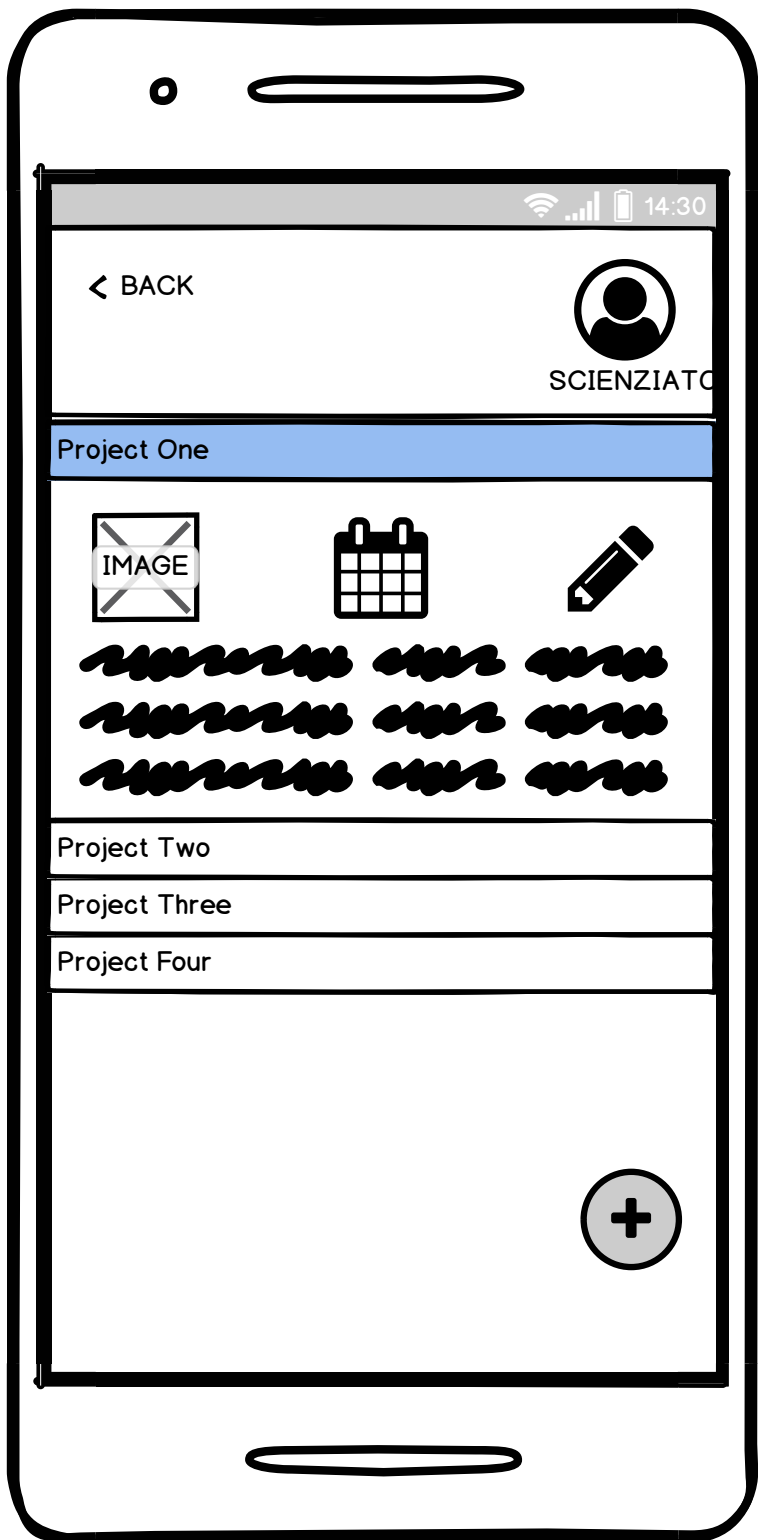 14:30
BACK
SCIENZIATO
Project One
IMAGE
Project Two
Project Three
Project Four